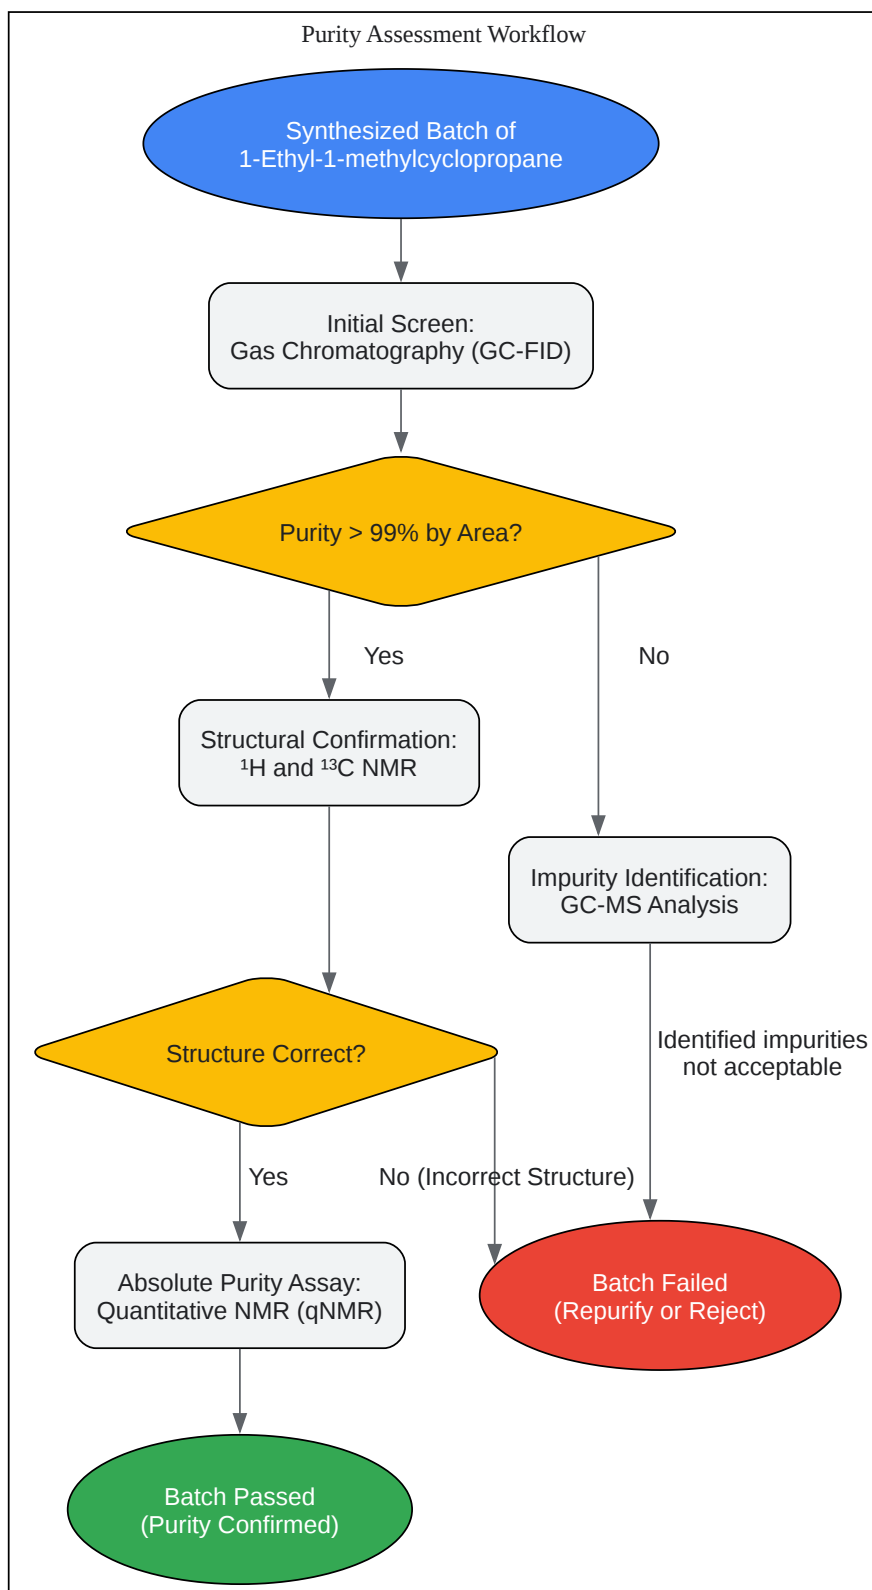 Purity Assessment Workflow
Synthesized Batch of
1-Ethyl-1-methylcyclopropane
Initial Screen:
Gas Chromatography (GC-FID)
Purity > 99% by Area?
Yes
No
Structural Confirmation:
¹H and ¹³C NMR
Impurity Identification:
GC-MS Analysis
Identified impurities
not acceptable
Structure Correct?
Yes
No (Incorrect Structure)
Absolute Purity Assay:
Quantitative NMR (qNMR)
Batch Failed
(Repurify or Reject)
Batch Passed
(Purity Confirmed)